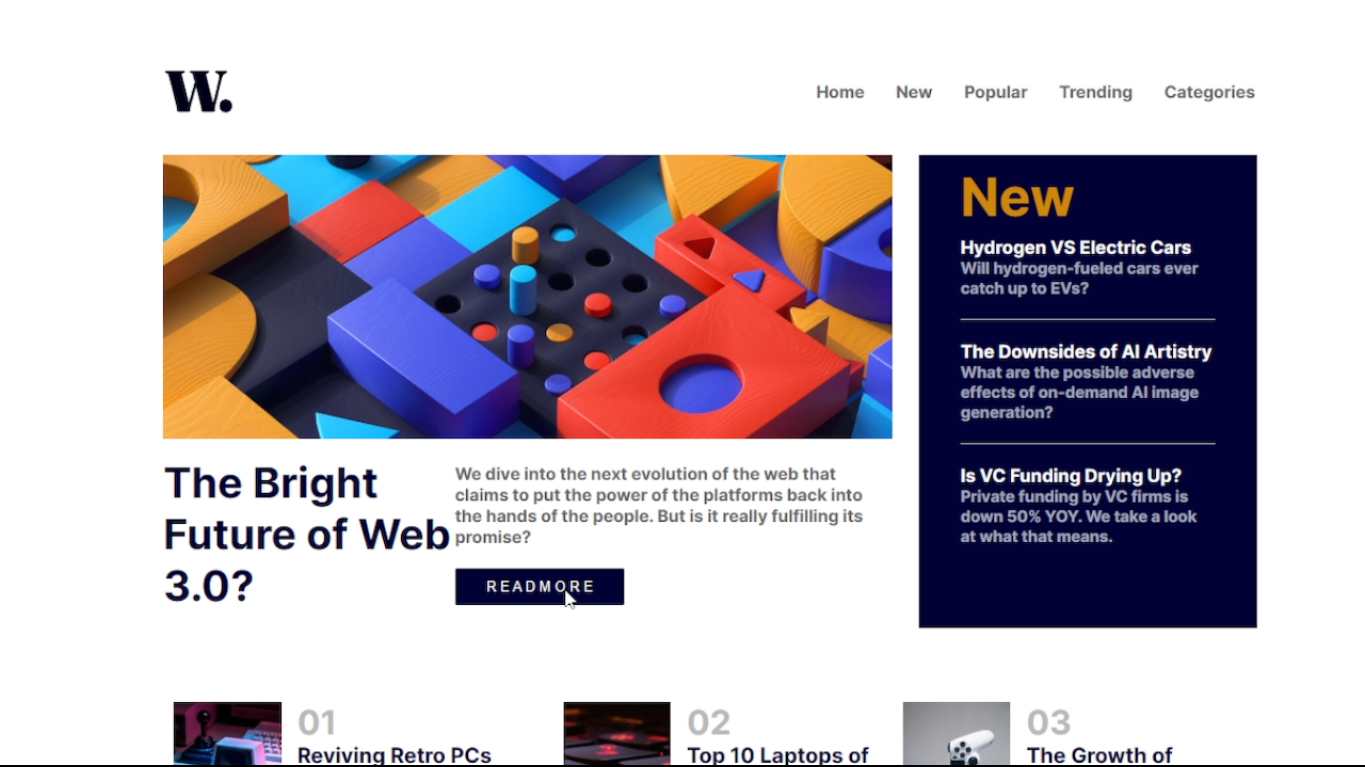 W.
Home New Popular Trending Categories
New
Hydrogen VS Electric Cars
Will hydrogen-fueled cars ever
catch up to EVs?
The Downsides of AI Artistry
What are the possible adverse
effects of on-demand AI image
generation?
Is VC Funding Drying Up?
Private funding by VC firms is
down 50% YOY. We take a look
at what that means.
The Bright
Future of Web
3.0?
We dive into the next evolution of the web that
claims to put the power of the platforms back into
the hands of the people. But is it really fulfilling its
promise?
READMORE
01
Reviving Retro PCs
02
Top 10 Laptops of
03
The Growth of